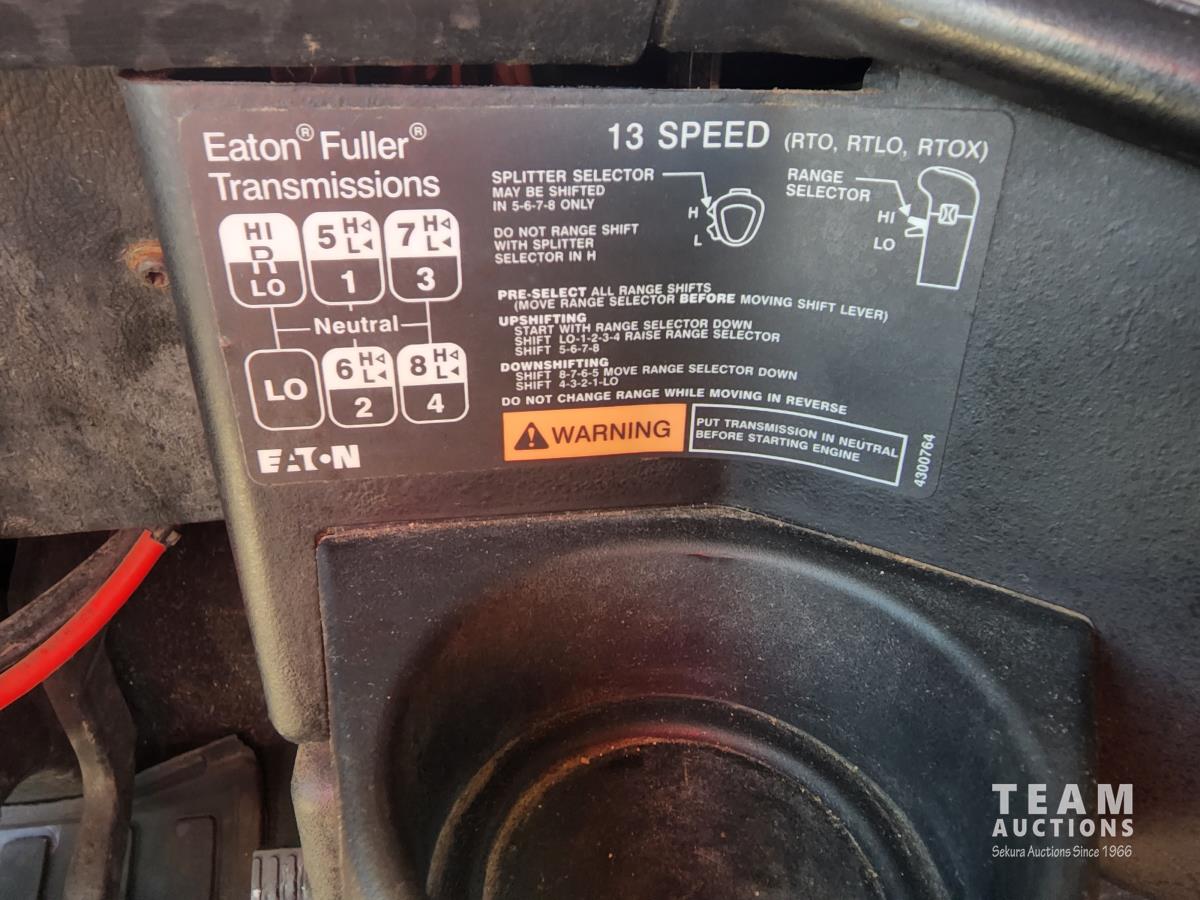 Eaton® Fuller®
Transmissions
13 SPEED (RTO, RTLO, RTOX)
HI
R
LO
5 H◁
L◀
1
7 H◁
L◀
3
Neutral
LO
6 H◁
L◀
2
8 H◁
L◀
4
EATON
SPLITTER SELECTOR
MAY BE SHIFTED
IN 5-6-7-8 ONLY
H
L
RANGE
SELECTOR
HI
LO
DO NOT RANGE SHIFT
WITH SPLITTER
SELECTOR IN H
PRE-SELECT ALL RANGE SHIFTS
(MOVE RANGE SELECTOR BEFORE MOVING SHIFT LEVER)
UPSHIFTING
START WITH RANGE SELECTOR DOWN
SHIFT LO-1-2-3-4 RAISE RANGE SELECTOR
SHIFT 5-6-7-8
DOWNSHIFTING
SHIFT 8-7-6-5 MOVE RANGE SELECTOR DOWN
SHIFT 4-3-2-1-LO
DO NOT CHANGE RANGE WHILE MOVING IN REVERSE
WARNING
PUT TRANSMISSION IN NEUTRAL
BEFORE STARTING ENGINE
4300764
TEAM
AUCTIONS
Sekura Auctions Since 1966